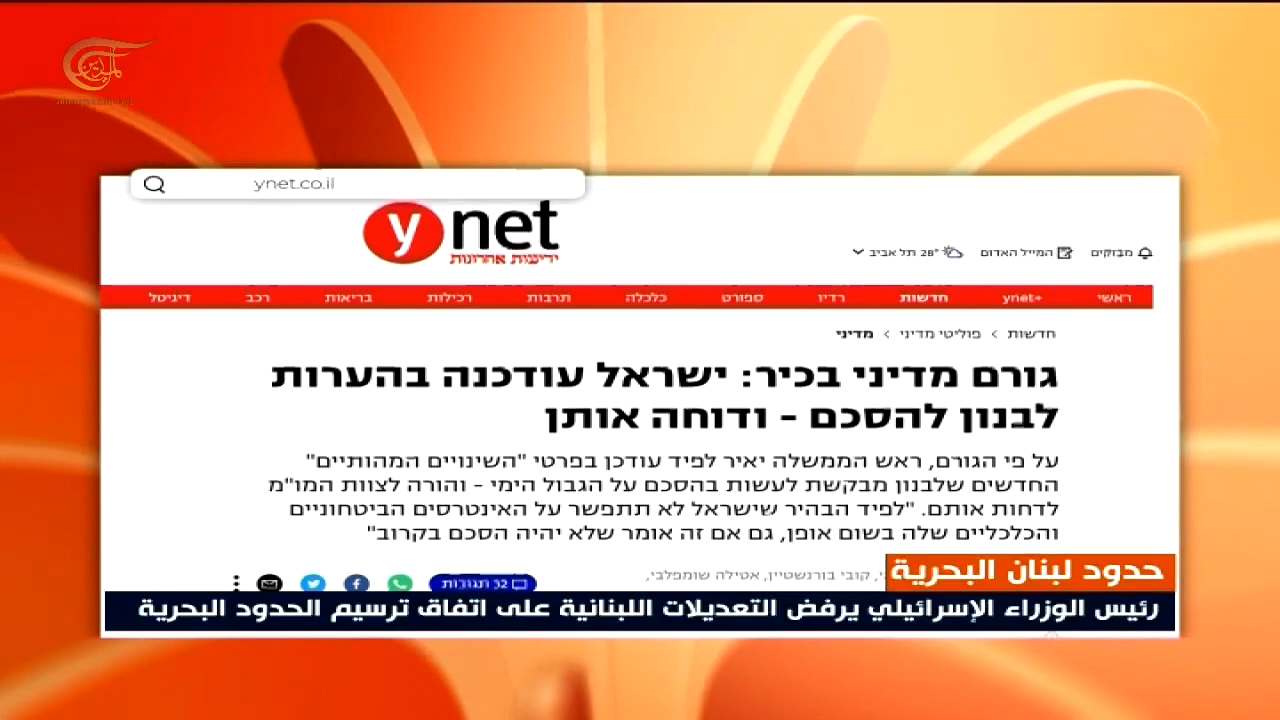 الميادين
ynet.co.il
ynet
ידיעות אחרונות
מבזקים המייל האדום 28° תל אביב
ראשי ynet+ חדשות רדיו ספורט כלכלה תרבות רכילות בריאות רכב דיגיטל
חדשות > פוליטי מדיני > מדיני
גורם מדיני בכיר: ישראל עודכנה בהערות
לבנון להסכם - ודוחה אותן
על פי הגורם, ראש הממשלה יאיר לפיד עודכן בפרטי "השינויים המהותיים"
החדשים שלבנון מבקשת לעשות בהסכם על הגבול הימי - והורה לצוות המו"מ
לדחות אותם. "לפיד הבהיר שישראל לא תתפשר על האינטרסים הביטחוניים
והכלכליים שלה בשום אופן, גם אם זה אומר שלא יהיה הסכם בקרוב"
קובי בורנשטיין, אטילה שומפלבי,
32 תגובות
حدود لبنان البحرية
رئيس الوزراء الإسرائيلي يرفض التعديلات اللبنانية على اتفاق ترسيم الحدود البحرية